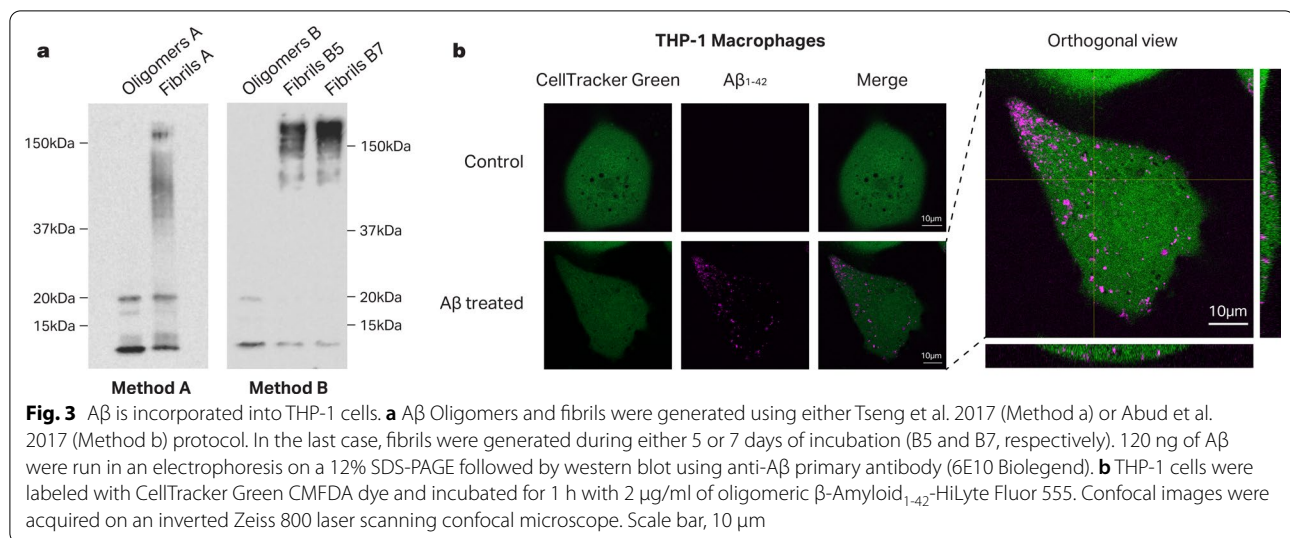 a
Oligomers A
Fibrils A
Oligomers B
Fibrils B5
Fibrils B7
150kDa
37kDa
20kDa
15kDa
150kDa
37kDa
20kDa
15kDa
Method A
Method B
b
THP-1 Macrophages
Orthogonal view
CellTracker Green
Aβ1-42
Merge
Control
10µm
Aβ treated
10µm
10µm
Fig. 3 Aβ is incorporated into THP-1 cells. a Aβ Oligomers and fibrils were generated using either Tseng et al. 2017 (Method a) or Abud et al.
2017 (Method b) protocol. In the last case, fibrils were generated during either 5 or 7 days of incubation (B5 and B7, respectively). 120 ng of Aβ
were run in an electrophoresis on a 12% SDS-PAGE followed by western blot using anti-Aβ primary antibody (6E10 Biolegend). b THP-1 cells were
labeled with CellTracker Green CMFDA dye and incubated for 1 h with 2 µg/ml of oligomeric β-Amyloid1-42-HiLyte Fluor 555. Confocal images were
acquired on an inverted Zeiss 800 laser scanning confocal microscope. Scale bar, 10 µm